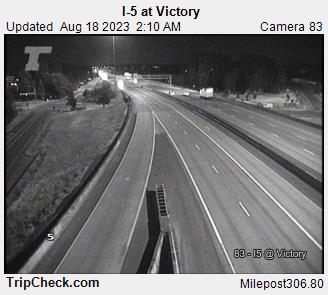 I-5 at Victory
Updated Aug 18 2023 2:10 AM Camera 83
5
83 - I5 @ Victory
TripCheck.com Milepost306.80